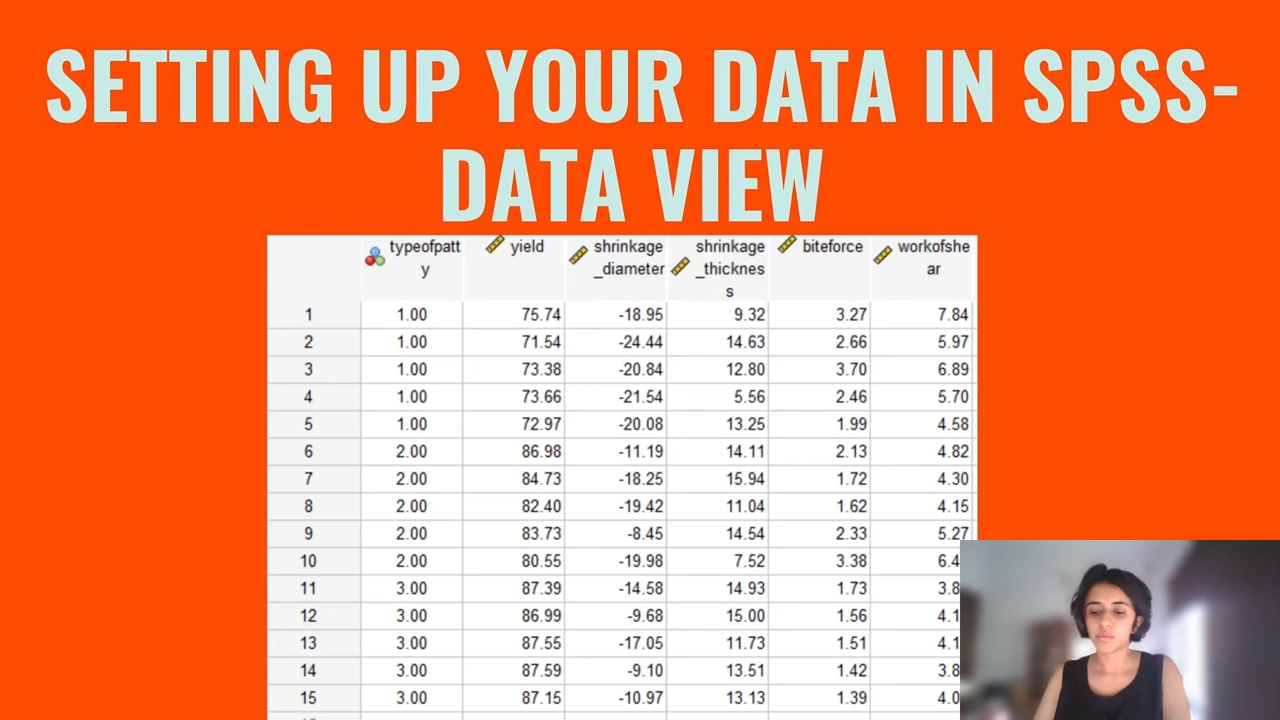 SETTING UP YOUR DATA IN SPSS-
DATA VIEW
typeofpatt yield shrinkage shrinkage biteforce workofshe
y _diameter _thicknes ar
s
1 1.00 75.74 -18.95 9.32 3.27 7.84
2 1.00 71.54 -24.44 14.63 2.66 5.97
3 1.00 73.38 -20.84 12.80 3.70 6.89
4 1.00 73.66 -21.54 5.56 2.46 5.70
5 1.00 72.97 -20.08 13.25 1.99 4.58
6 2.00 86.98 -11.19 14.11 2.13 4.82
7 2.00 84.73 -18.25 15.94 1.72 4.30
8 2.00 82.40 -19.42 11.04 1.62 4.15
9 2.00 83.73 -8.45 14.54 2.33 5.27
10 2.00 80.55 -19.98 7.52 3.38
11 3.00 87.39 -14.58 14.93 1.73
12 3.00 86.99 -9.68 15.00 1.56
13 3.00 87.55 -17.05 11.73 1.51
14 3.00 87.59 -9.10 13.51 1.42
15 3.00 87.15 -10.97 13.13 1.39